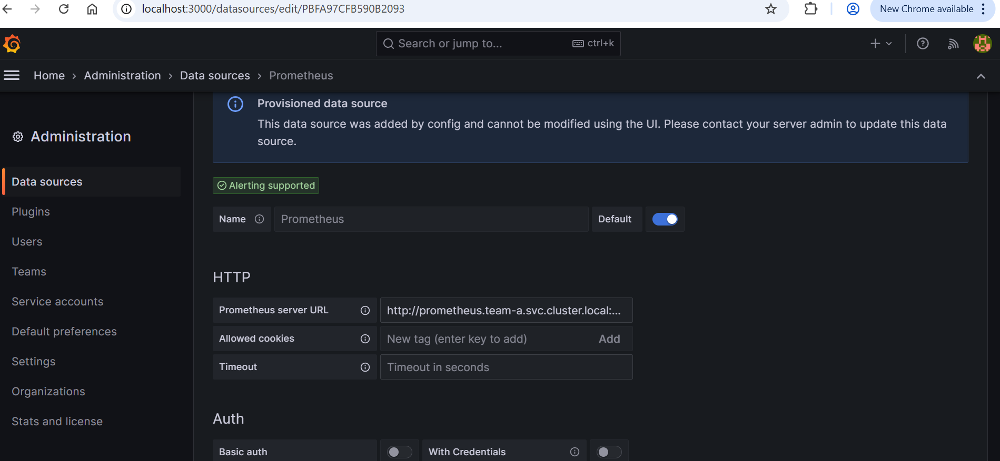 localhost:3000/datasources/edit/PBFA97CFB590B2093
New Chrome available
Search or jump to...
ctrl+k
Home › Administration › Data sources › Prometheus
Administration
Data sources
Plugins
Users
Teams
Service accounts
Default preferences
Settings
Organizations
Stats and license
Provisioned data source
This data source was added by config and cannot be modified using the UI. Please contact your server admin to update this data
source.
Alerting supported
Name
Prometheus
Default
HTTP
Prometheus server URL
http://prometheus.team-a.svc.cluster.local:...
Allowed cookies
New tag (enter key to add)
Add
Timeout
Timeout in seconds
Auth
Basic auth
With Credentials